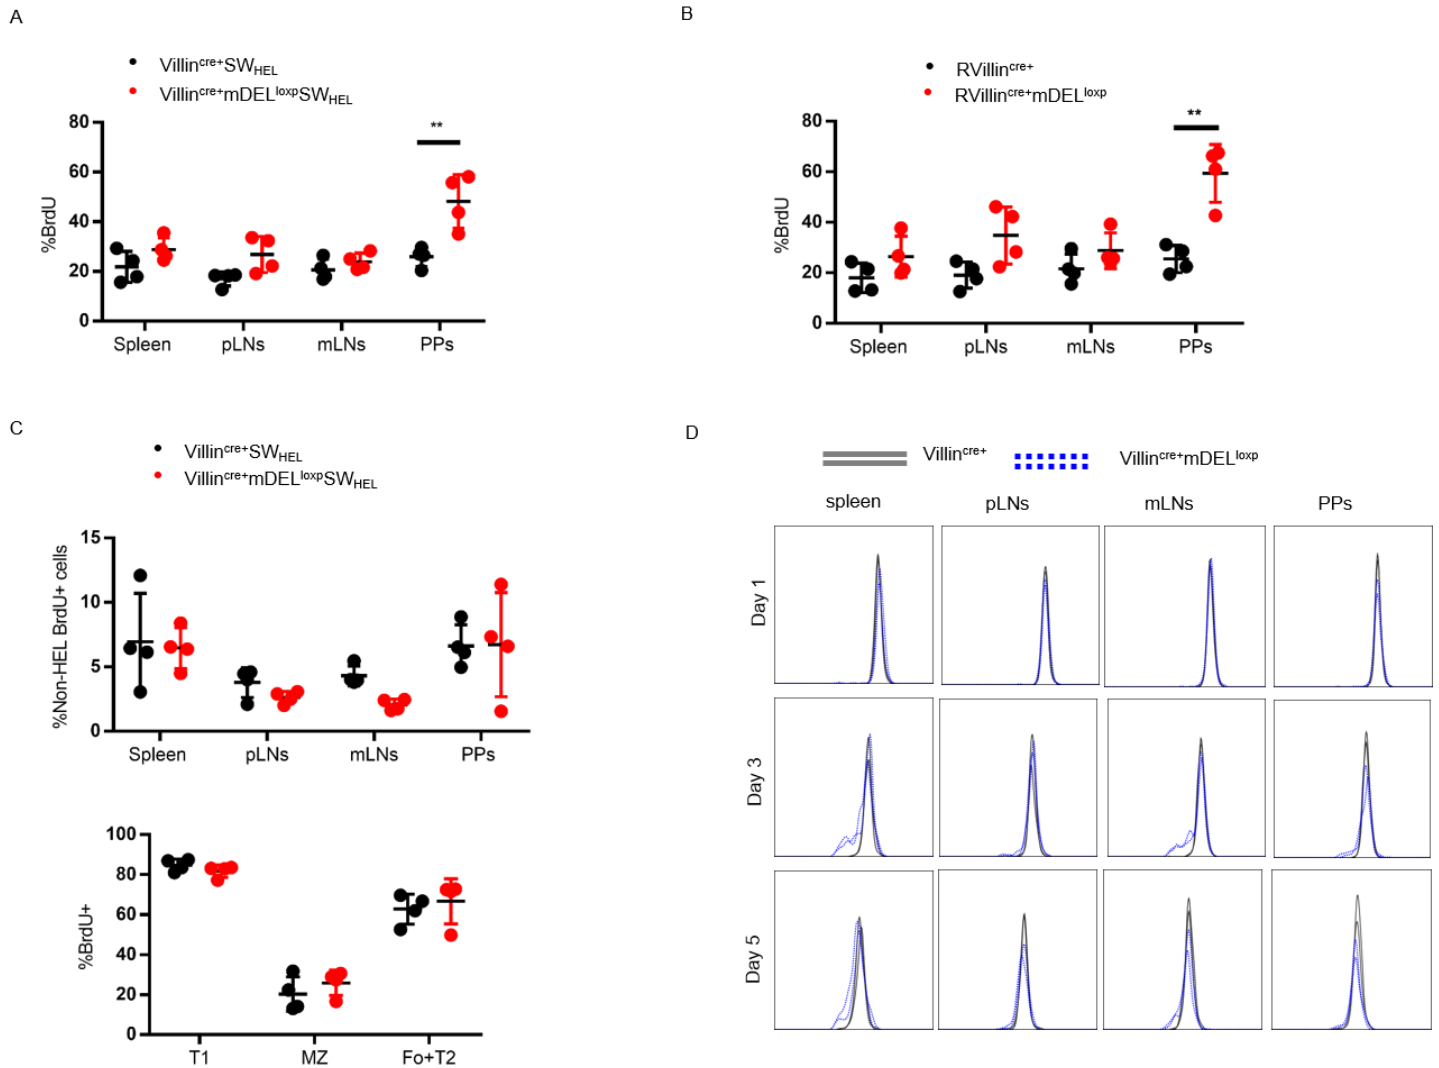 A
Villincre+SWHEL
Villincre+mDELloxpSWHEL
**
80
60
40
20
0
%BrdU
Spleen pLNs mLNs PPs
B
RVillincre+
RVillincre+mDELloxp
**
80
60
40
20
0
%BrdU
Spleen pLNs mLNs PPs
C
Villincre+SWHEL
Villincre+mDELloxpSWHEL
15
10
5
0
%Non-HEL BrdU+ cells
Spleen pLNs mLNs PPs
100
80
60
40
20
0
%BrdU+
T1 MZ Fo+T2
D
Villincre+ Villincre+mDELloxp
spleen pLNs mLNs PPs
Day 1
Day 3
Day 5